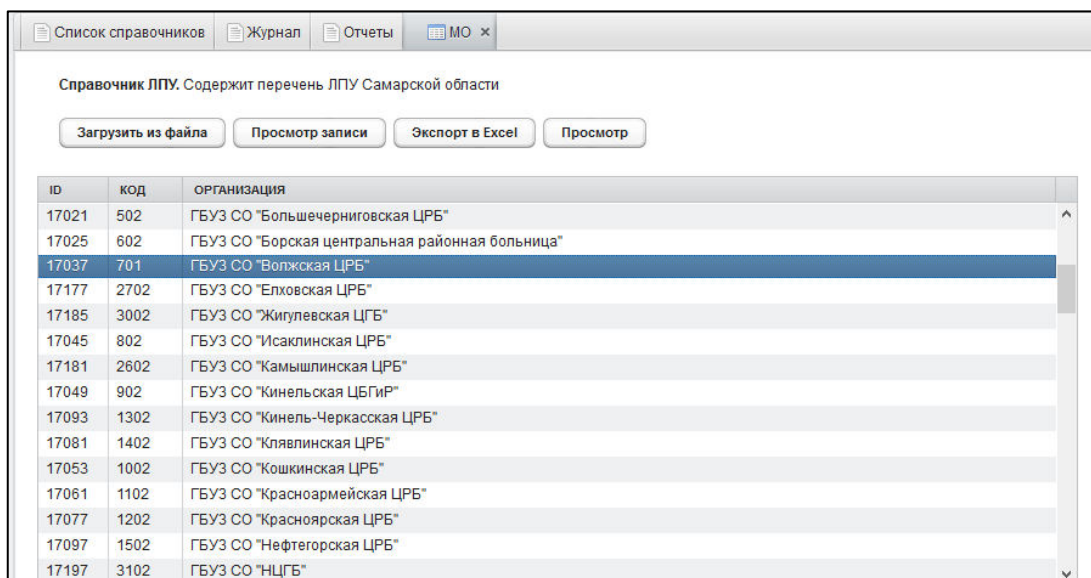 Список справочников Журнал Отчеты МО
Справочник ЛПУ. Содержит перечень ЛПУ Самарской области
Загрузить из файла Просмотр записи Экспорт в Excel Просмотр
ID КОД ОРГАНИЗАЦИЯ
17021 502 ГБУЗ СО "Большечерниговская ЦРБ"
17025 602 ГБУЗ СО "Борская центральная районная больница"
17037 701 ГБУЗ СО "Волжская ЦРБ"
17177 2702 ГБУЗ СО "Елховская ЦРБ"
17185 3002 ГБУЗ СО "Жигулевская ЦГБ"
17045 802 ГБУЗ СО "Исаклинская ЦРБ"
17181 2602 ГБУЗ СО "Камышлинская ЦРБ"
17049 902 ГБУЗ СО "Кинельская ЦБГиР"
17093 1302 ГБУЗ СО "Кинель-Черкасская ЦРБ"
17081 1402 ГБУЗ СО "Клявлинская ЦРБ"
17053 1002 ГБУЗ СО "Кошкинская ЦРБ"
17061 1102 ГБУЗ СО "Красноармейская ЦРБ"
17077 1202 ГБУЗ СО "Красноярская ЦРБ"
17097 1502 ГБУЗ СО "Нефтегорская ЦРБ"
17197 3102 ГБУЗ СО "НЦГБ"